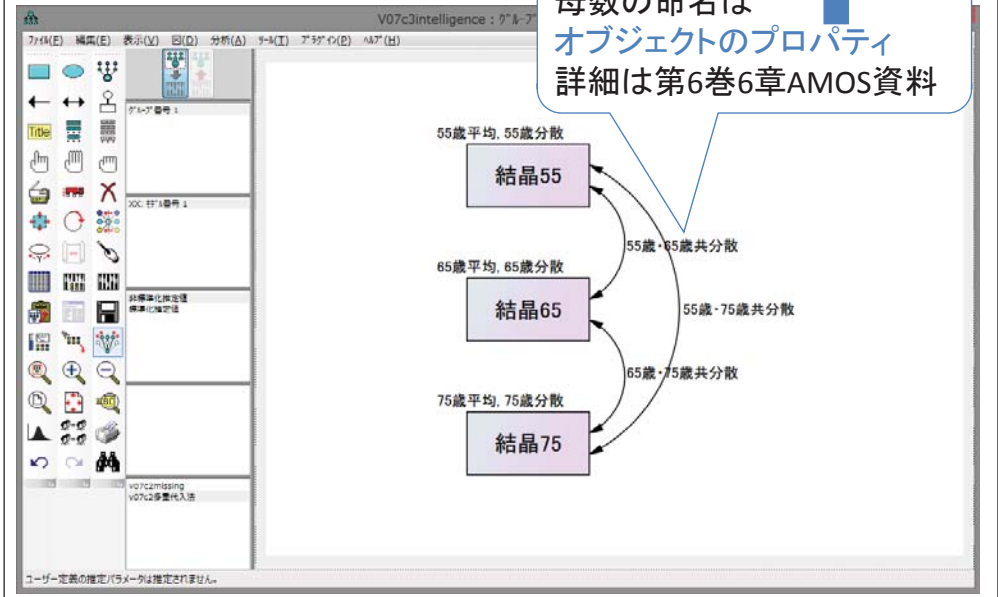 V07c3intelligence : グループ
母数の命名は
オブジェクトのプロパティ
詳細は第6巻6章AMOS資料
ファイル(F) 編集(E) 表示(V) 図(D) 分析(A) ツール(T) プラグイン(P) ヘルプ(H)
Title
グループ番号 1
XX: モデル番号 1
非標準化推定値
標準化推定値
v07c2missing
v07c2多重代入法
55歳平均, 55歳分散
結晶55
55歳・65歳共分散
65歳平均, 65歳分散
結晶65
55歳・75歳共分散
65歳・75歳共分散
75歳平均, 75歳分散
結晶75
ユーザー定義の推定パラメータは推定されません。